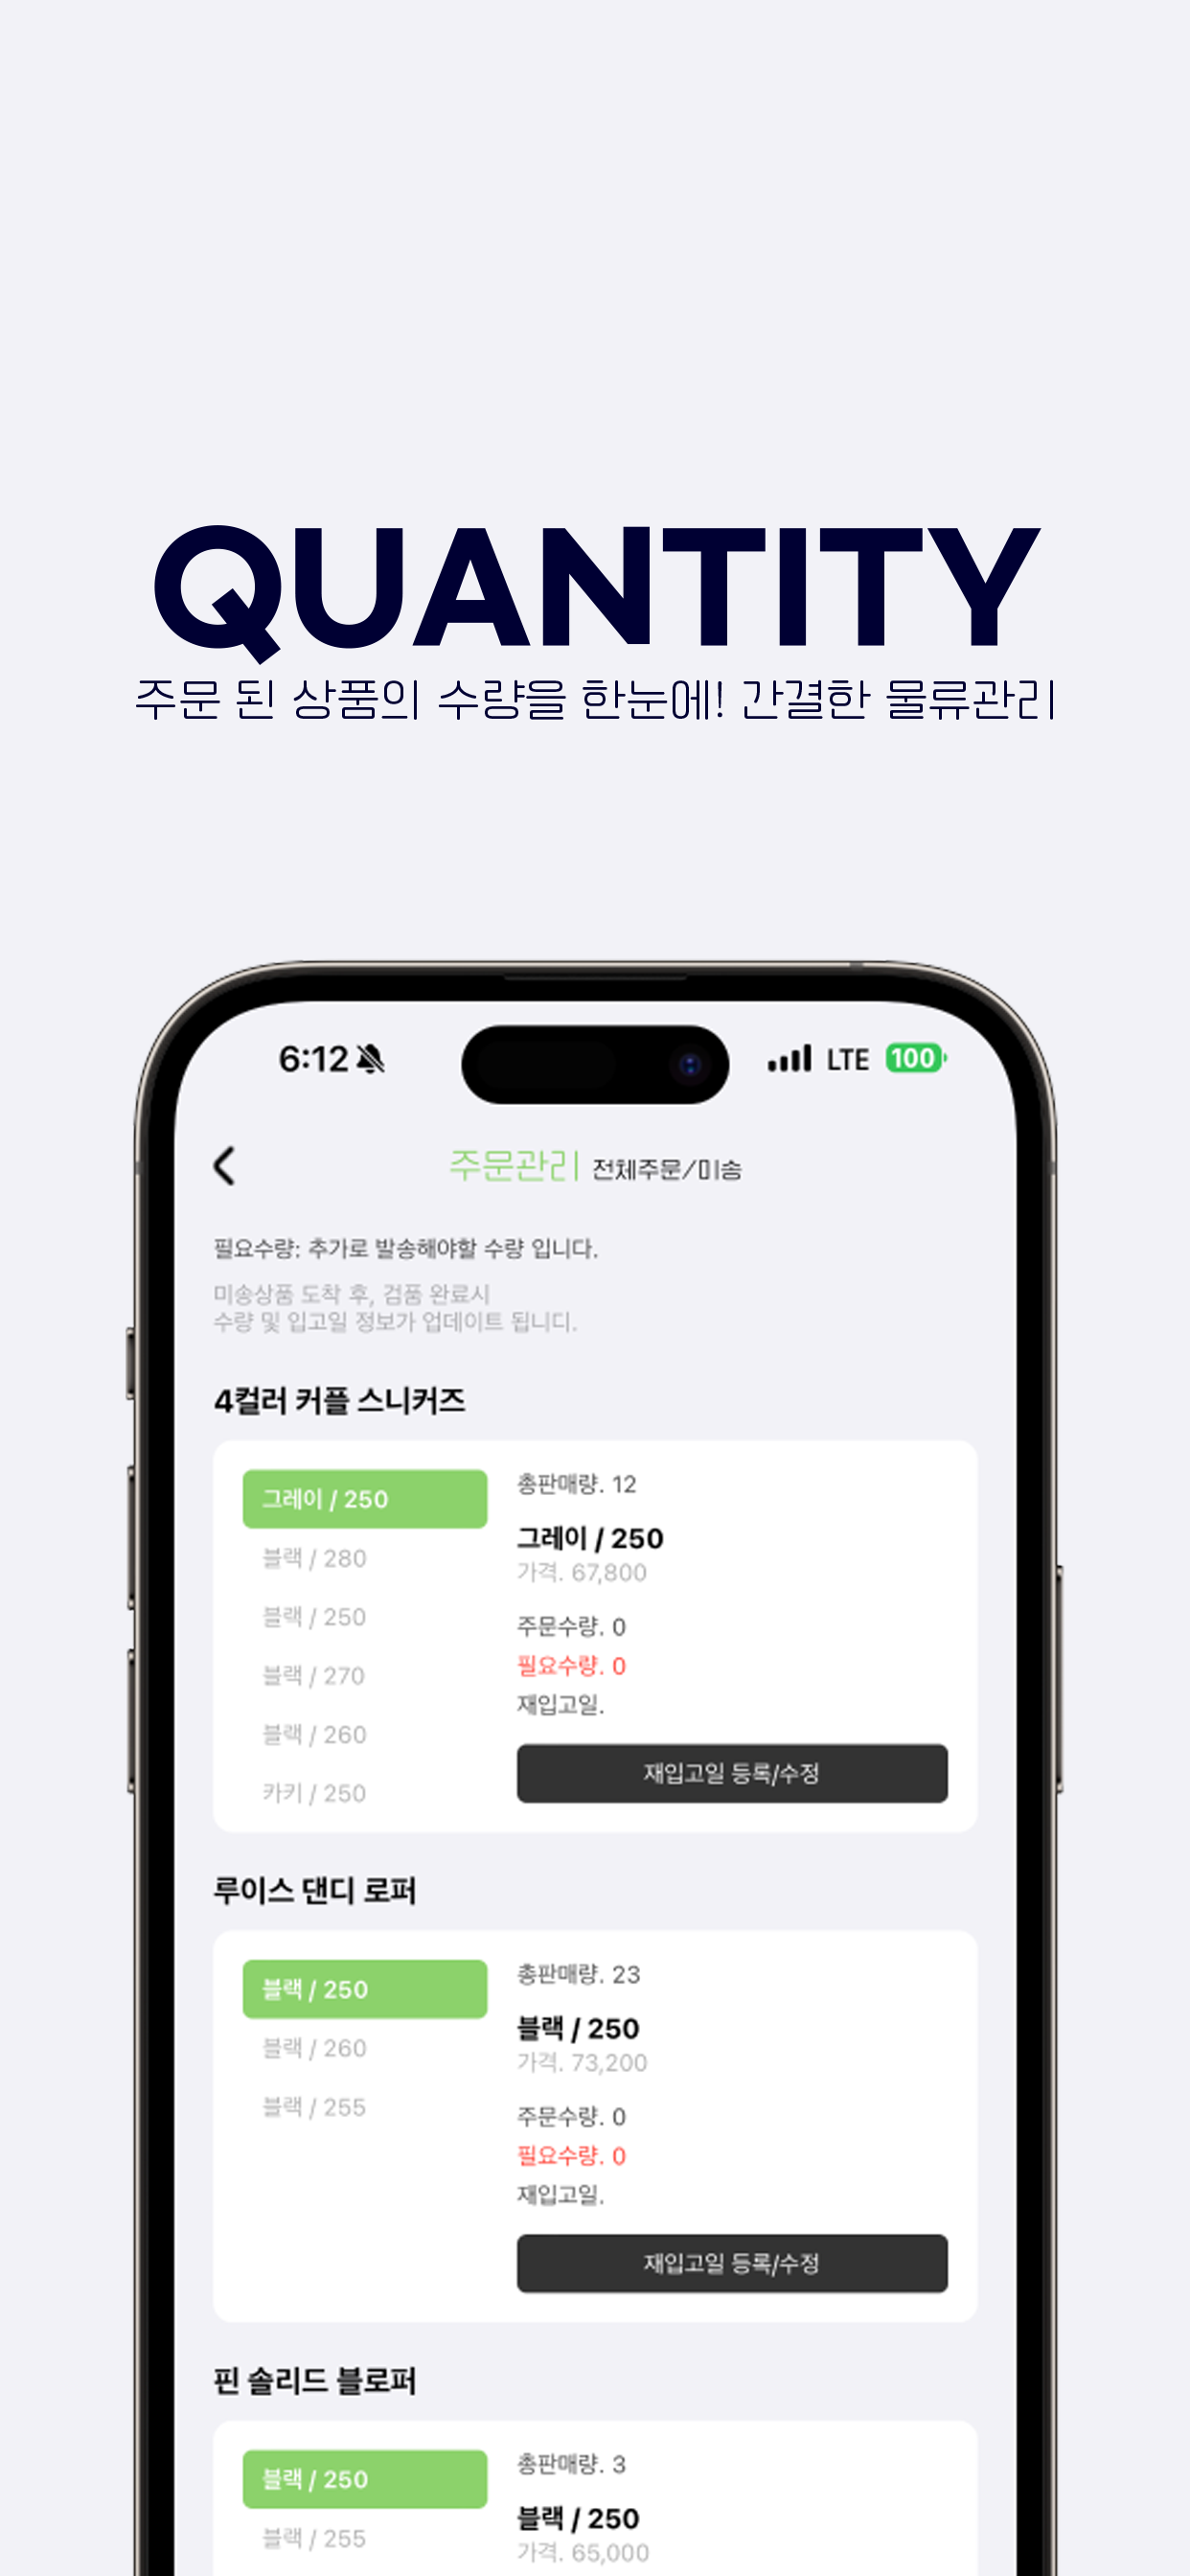 QUANTITY
주문 된 상품의 수량을 한눈에! 간결한 물류관리
6:12 LTE 100
주문관리 전체주문/미송
필요수량: 추가로 발송해야할 수량 입니다.
미송상품 도착 후, 검품 완료시
수량 및 입고일 정보가 업데이트 됩니디.
4컬러 커플 스니커즈
그레이 / 250
블랙 / 280
블랙 / 250
블랙 / 270
블랙 / 260
카키 / 250
총판매량. 12
그레이 / 250
가격. 67,800
주문수량. 0
필요수량. 0
재입고일.
재입고일 등록/수정
루이스 댄디 로퍼
블랙 / 250
블랙 / 260
블랙 / 255
총판매량. 23
블랙 / 250
가격. 73,200
주문수량. 0
필요수량. 0
재입고일.
재입고일 등록/수정
핀 솔리드 블로퍼
블랙 / 250
블랙 / 255
총판매량. 3
블랙 / 250
가격. 65,000